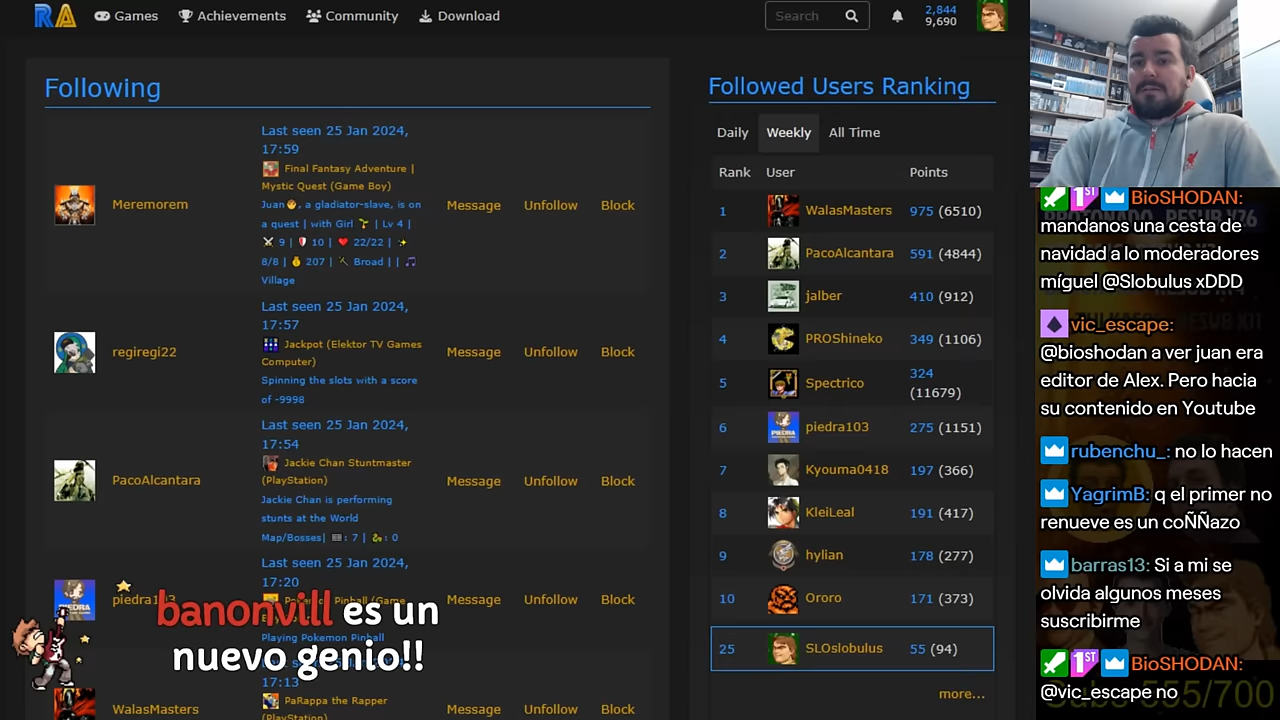 RA
Games
Achievements
Community
Download
Search
2,844
9,690
Following
Last seen 25 Jan 2024,
17:59
Final Fantasy Adventure |
Mystic Quest (Game Boy)
Juan, a gladiator-slave, is on
a quest | with Girl | Lv 4 |
9 | 10 | 22/22 |
8/8 | 207 | Broad | |
Village
Meremorem
Message
Unfollow
Block
Last seen 25 Jan 2024,
17:57
Jackpot (Elektor TV Games
Computer)
Spinning the slots with a score
of -9998
regiregi22
Message
Unfollow
Block
Last seen 25 Jan 2024,
17:54
Jackie Chan Stuntmaster
(PlayStation)
Jackie Chan is performing
stunts at the World
Map/Bosses| : 7 | : 0
PacoAlcantara
Message
Unfollow
Block
Last seen 25 Jan 2024,
17:20
Pinball (Game
Playing Pokemon Pinball
Message
Unfollow
Block
banonvill es un
nuevo genio!!
17:13
PaRappa the Rapper
(PlayStation)
WalasMasters
Message
Unfollow
Block
Followed Users Ranking
Daily
Weekly
All Time
Rank User Points
1 WalasMasters 975 (6510)
2 PacoAlcantara 591 (4844)
3 jalber 410 (912)
4 PROShineko 349 (1106)
5 Spectrico 324
(11679)
6 PIEDRA piedra103 275 (1151)
7 Kyouma0418 197 (366)
8 KleiLeal 191 (417)
9 hylian 178 (277)
10 Ororo 171 (373)
25 SLOslobulus 55 (94)
more...
1ST BioSHODAN:
mandanos una cesta de
navidad a lo moderadores
míguel @Slobulus xDDD
vic_escape:
@bioshodan a ver juan era
editor de Alex. Pero hacia
su contenido en Youtube
rubenchu_: no lo hacen
YagrimB: q el primer no
renueve es un coÑÑazo
barras13: Si a mi se
olvida algunos meses
suscribirme
1ST BioSHODAN:
@vic_escape no
Subs 555/700